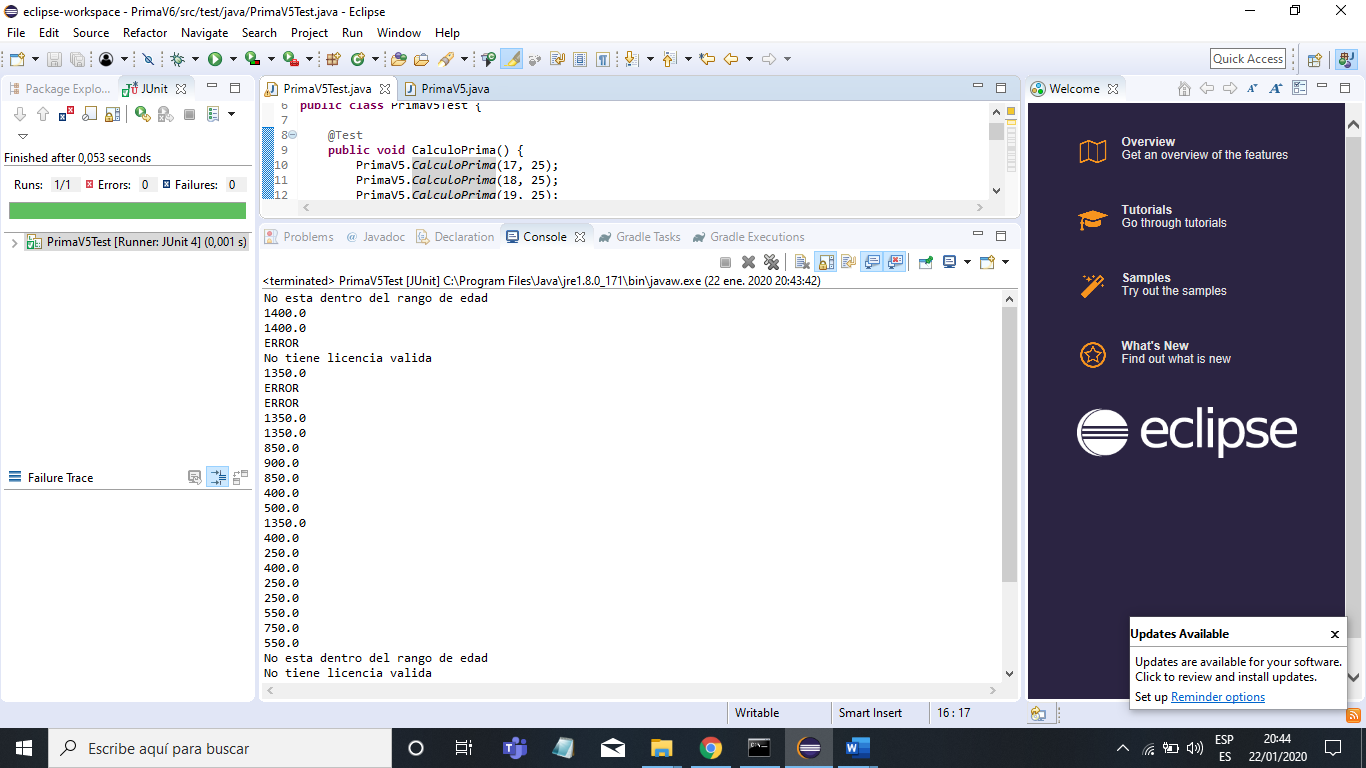 eclipse-workspace - PrimaV6/src/test/java/PrimaV5Test.java - Eclipse
File Edit Source Refactor Navigate Search Project Run Window Help
Quick Access
Package Explo...
JUnit
Finished after 0,053 seconds
Runs: 1/1 Errors: 0 Failures: 0
PrimaV5Test [Runner: JUnit 4] (0,001 s)
Failure Trace
PrimaV5Test.java PrimaV5.java
6 public class PrimaV5Test {
7
8 @Test
9 public void CalculoPrima() {
10 PrimaV5.CalculoPrima(17, 25);
11 PrimaV5.CalculoPrima(18, 25);
12 PrimaV5.CalculoPrima(19, 25);
Problems @ Javadoc Declaration Console Gradle Tasks Gradle Executions
<terminated> PrimaV5Test [JUnit] C:\Program Files\Java\jre1.8.0_171\bin\javaw.exe (22 ene. 2020 20:43:42)
No esta dentro del rango de edad
1400.0
1400.0
ERROR
No tiene licencia valida
1350.0
ERROR
ERROR
1350.0
1350.0
850.0
900.0
850.0
400.0
500.0
1350.0
400.0
250.0
400.0
250.0
250.0
550.0
750.0
550.0
No esta dentro del rango de edad
No tiene licencia valida
Welcome
Overview
Get an overview of the features
Tutorials
Go through tutorials
Samples
Try out the samples
What's New
Find out what is new
eclipse
Updates Available
x
Updates are available for your software.
Click to review and install updates.
Set up Reminder options
Writable Smart Insert 16 : 17
Escribe aquí para buscar
ESP
ES
20:44
22/01/2020